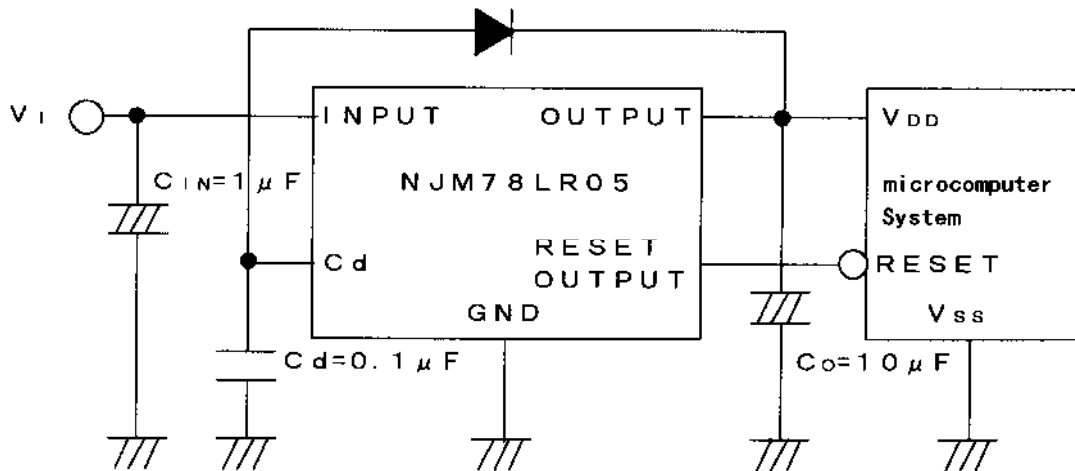 VI
INPUT
OUTPUT
VDD
CIN=1μF
NJM78LR05
microcomputer
System
Cd
RESET
OUTPUT
RESET
GND
VSS
Cd=0.1μF
CO=10μF